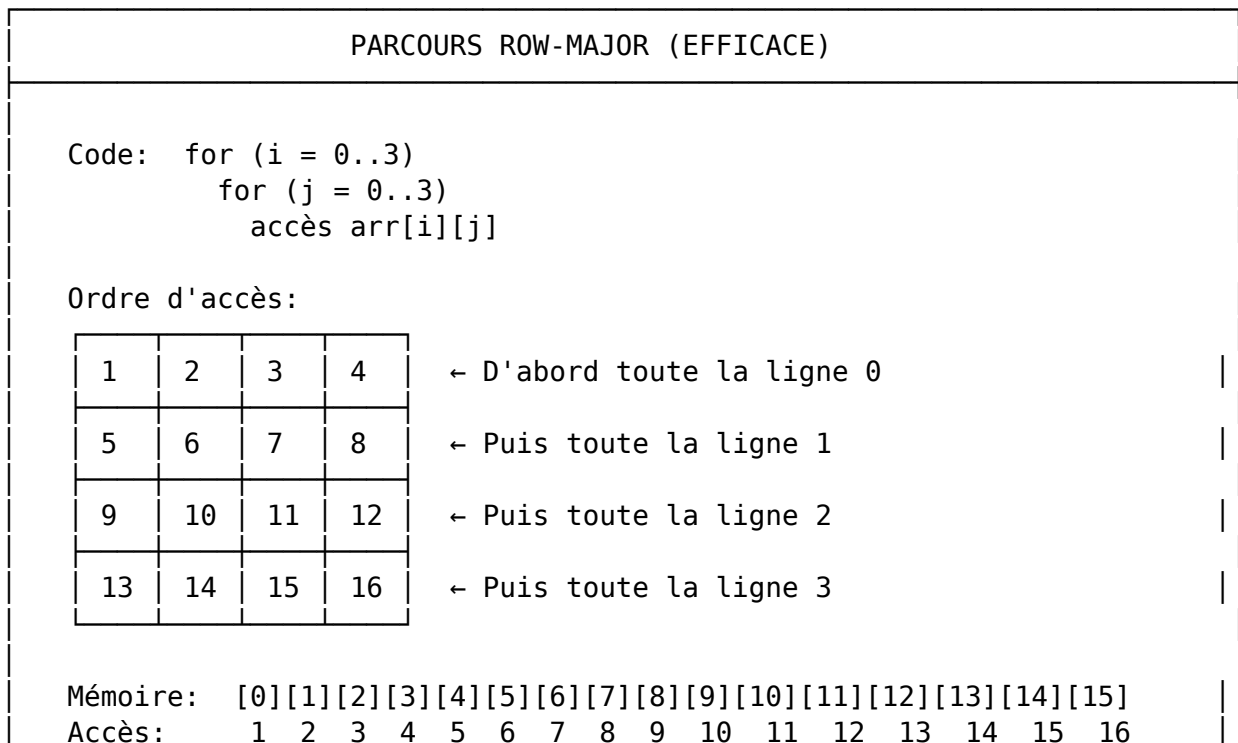 PARCOURS ROW-MAJOR (EFFICACE)
Code: for (i = 0..3)
for (j = 0..3)
accès arr[i][j]
Ordre d'accès:
1 2 3 4 ← D'abord toute la ligne 0
5 6 7 8 ← Puis toute la ligne 1
9 10 11 12 ← Puis toute la ligne 2
13 14 15 16 ← Puis toute la ligne 3
Mémoire: [0][1][2][3][4][5][6][7][8][9][10][11][12][13][14][15]
Accès: 1 2 3 4 5 6 7 8 9 10 11 12 13 14 15 16